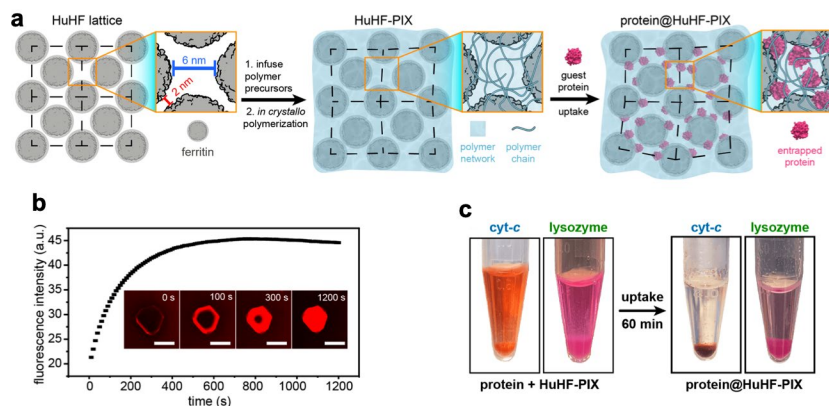 a
HuHF lattice
HuHF-PIX
protein@HuHF-PIX
6 nm
2 nm
ferritin
1. infuse
polymer
precursors
2. in crystallo
polymerization
polymer
network
polymer
chain
guest
protein
uptake
entrapped
protein
b
fluorescence intensity (a.u.)
45
40
35
30
25
20
0 s
100 s
300 s
1200 s
0
200
400
600
800
1000
1200
time (s)
c
cyt-c
lysozyme
cyt-c
lysozyme
uptake
60 min
protein + HuHF-PIX
protein@HuHF-PIX